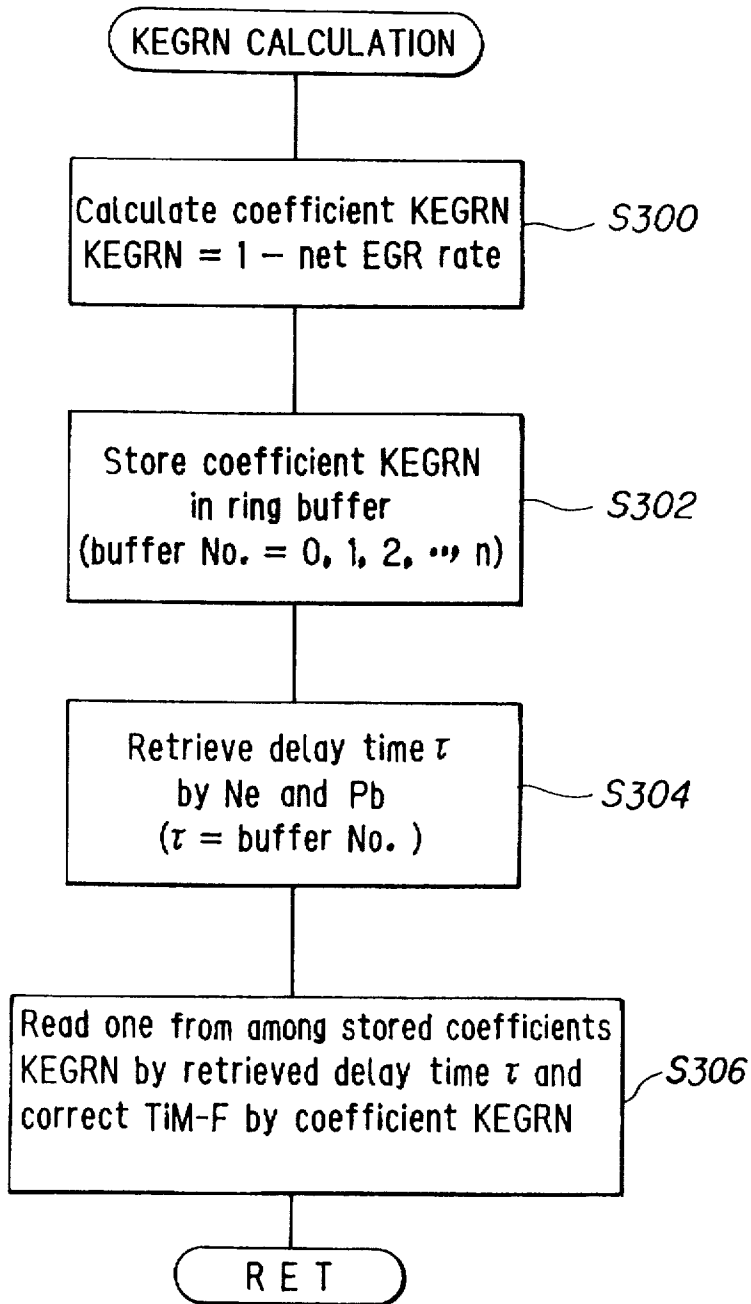 KEGRN CALCULATION
Calculate coefficient KEGRN
KEGRN = 1 – net EGR rate
S300
Store coefficient KEGRN
in ring buffer
(buffer No. = 0, 1, 2, ..., n)
S302
Retrieve delay time τ
by Ne and Pb
(τ = buffer No. )
S304
Read one from among stored coefficients
KEGRN by retrieved delay time τ and
correct TiM-F by coefficient KEGRN
S306
RET